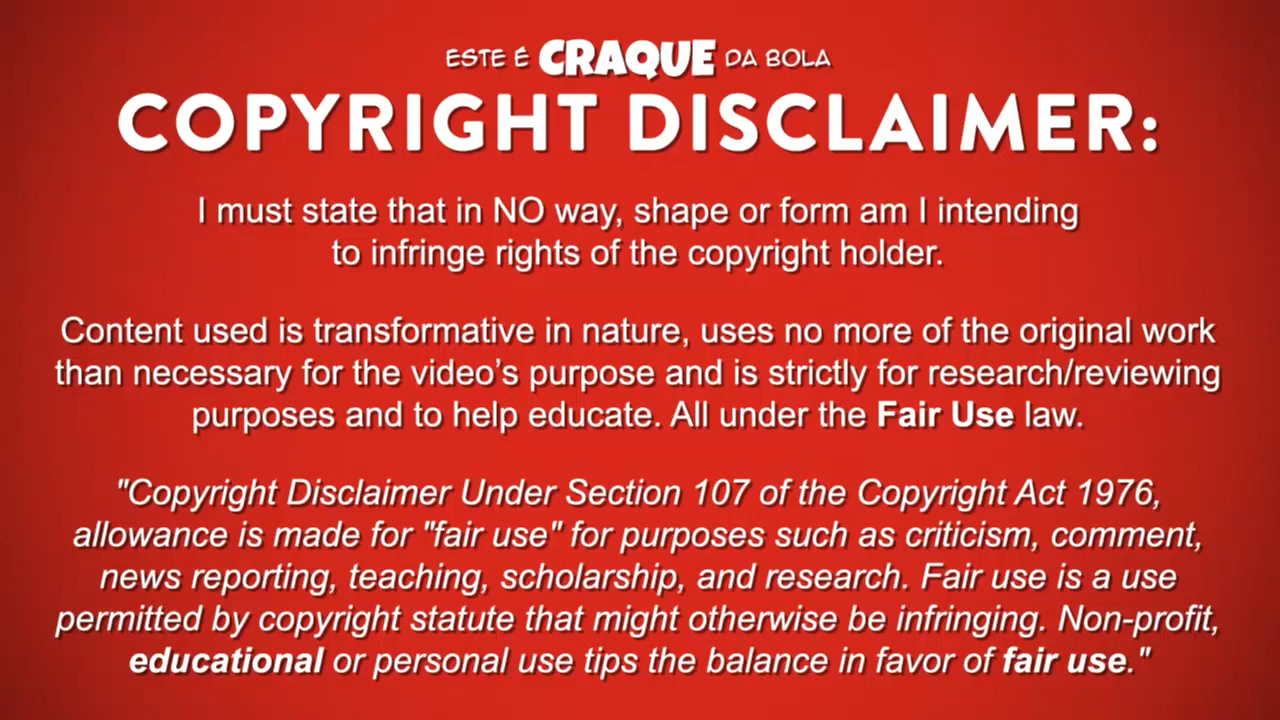 ESTE É CRAQUE DA BOLA
COPYRIGHT DISCLAIMER:
I must state that in NO way, shape or form am I intending
to infringe rights of the copyright holder.
Content used is transformative in nature, uses no more of the original work
than necessary for the video’s purpose and is strictly for research/reviewing
purposes and to help educate. All under the Fair Use law.
"Copyright Disclaimer Under Section 107 of the Copyright Act 1976,
allowance is made for "fair use" for purposes such as criticism, comment,
news reporting, teaching, scholarship, and research. Fair use is a use
permitted by copyright statute that might otherwise be infringing. Non-profit,
educational or personal use tips the balance in favor of fair use."